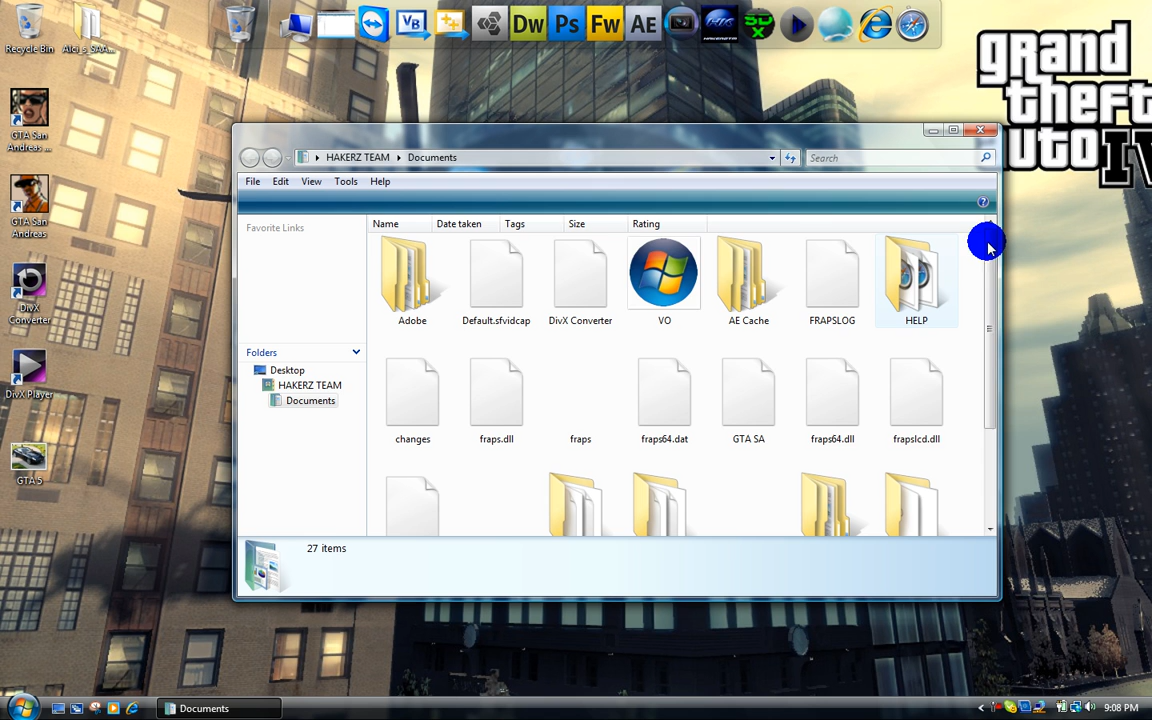 Recycle Bin
Alci_s_SAA...
VB
Dw
Ps
Fw
AE
SD
X
grand
theft
uto IV
GTA San
Andreas ...
GTA San
Andreas
DivX
Converter
DivX Player
GTA 5
HAKERZ TEAM
Documents
Search
File
Edit
View
Tools
Help
Favorite Links
Name
Date taken
Tags
Size
Rating
Adobe
Default.sfvidcap
DivX Converter
VO
AE Cache
FRAPSLOG
HELP
Folders
Desktop
HAKERZ TEAM
Documents
changes
fraps.dll
fraps
fraps64.dat
GTA SA
fraps64.dll
frapslcd.dll
27 items
Documents
9:08 PM